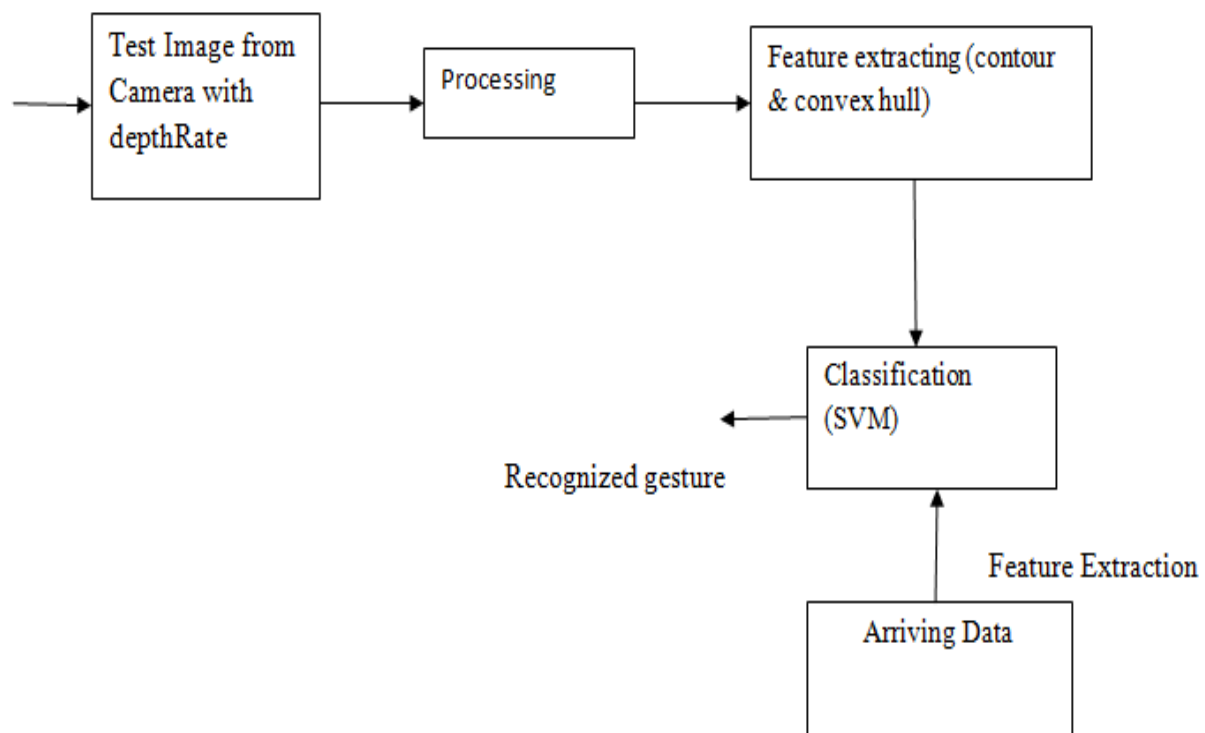 Test Image from
Camera with
depthRate
Processing
Feature extracting (contour
& convex hull)
Classification
(SVM)
Recognized gesture
Feature Extraction
Arriving Data